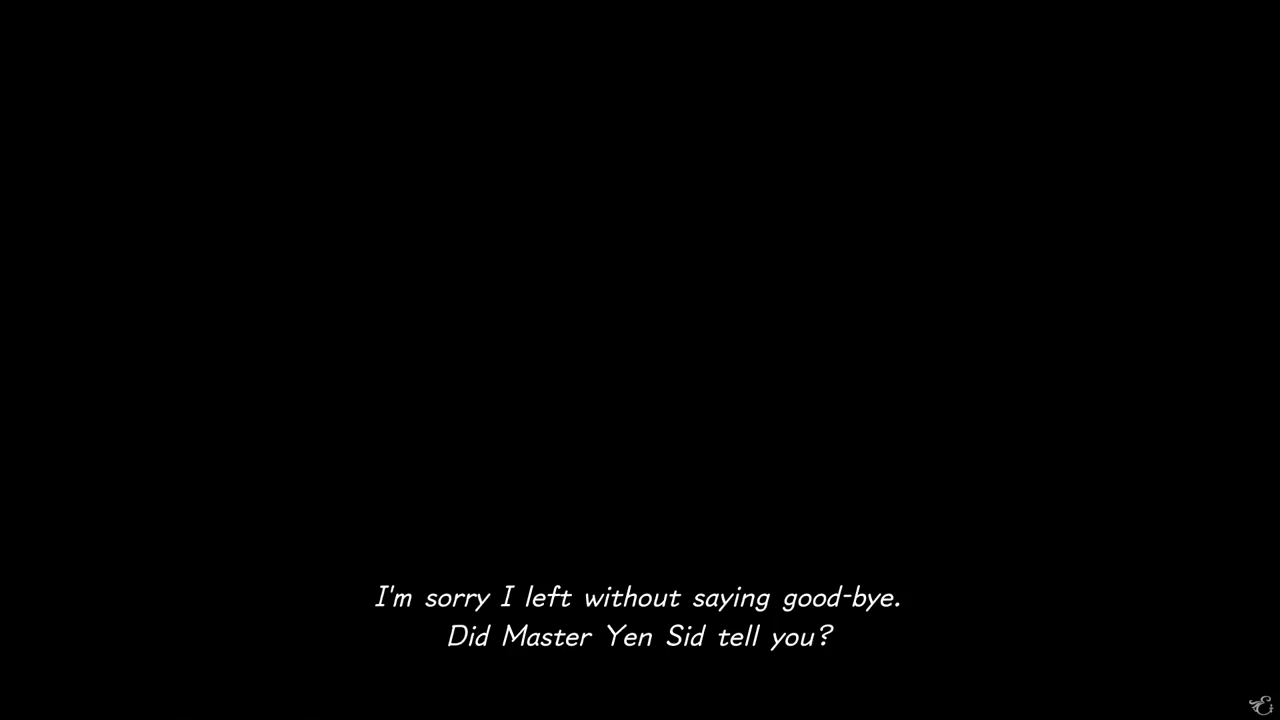 I'm sorry I left without saying good-bye.
Did Master Yen Sid tell you?